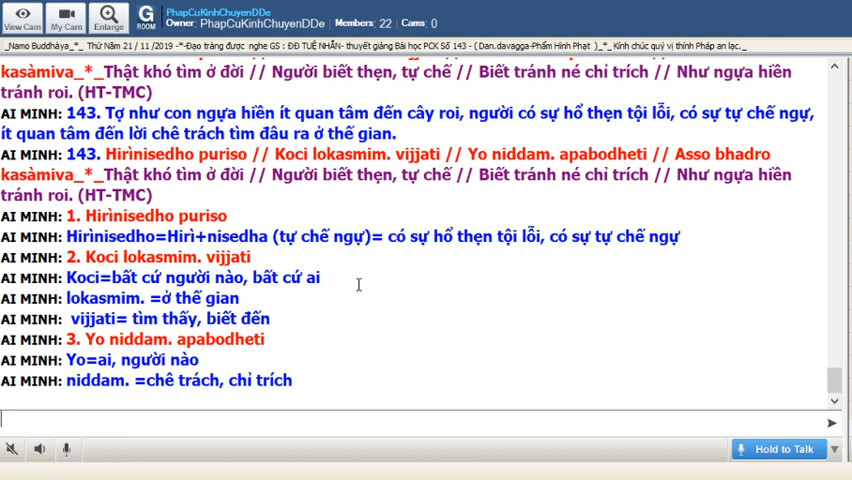 PhapCuKinhChuyenDDe
Owner: PhapCuKinhChuyenDDe Members: 22 Cams: 0
View Cam My Cam Enlarge G ROOM
_Namo Buddhàya_*_ Thứ Năm 21 / 11 /2019 -*-Đạo tràng được nghe GS : ĐĐ TUỆ NHẪN- thuyết giảng Bài học PCK Số 143 - ( Dan.davagga-Phẩm Hình Phạt )_*_ Kính chúc quý vị thính Pháp an lạc._
kasàmiva_*_Thật khó tìm ở đời // Người biết thẹn, tự chế // Biết tránh né chỉ trích // Như ngựa hiền
tránh roi. (HT-TMC)
AI MINH: 143. Tợ như con ngựa hiền ít quan tâm đến cây roi, người có sự hổ thẹn tội lỗi, có sự tự chế ngự,
ít quan tâm đến lời chê trách tìm đâu ra ở thế gian.
AI MINH: 143. Hirìnisedho puriso // Koci lokasmim. vijjati // Yo niddam. apabodheti // Asso bhadro
kasàmiva_*_Thật khó tìm ở đời // Người biết thẹn, tự chế // Biết tránh né chỉ trích // Như ngựa hiền
tránh roi. (HT-TMC)
AI MINH: 1. Hirìnisedho puriso
AI MINH: Hirìnisedho=Hirì+nisedha (tự chế ngự)= có sự hổ thẹn tội lỗi, có sự tự chế ngự
AI MINH: 2. Koci lokasmim. vijjati
AI MINH: Koci=bất cứ người nào, bất cứ ai
AI MINH: lokasmim. =ở thế gian
AI MINH: vijjati= tìm thấy, biết đến
AI MINH: 3. Yo niddam. apabodheti
AI MINH: Yo=ai, người nào
AI MINH: niddam. =chê trách, chỉ trích
Hold to Talk